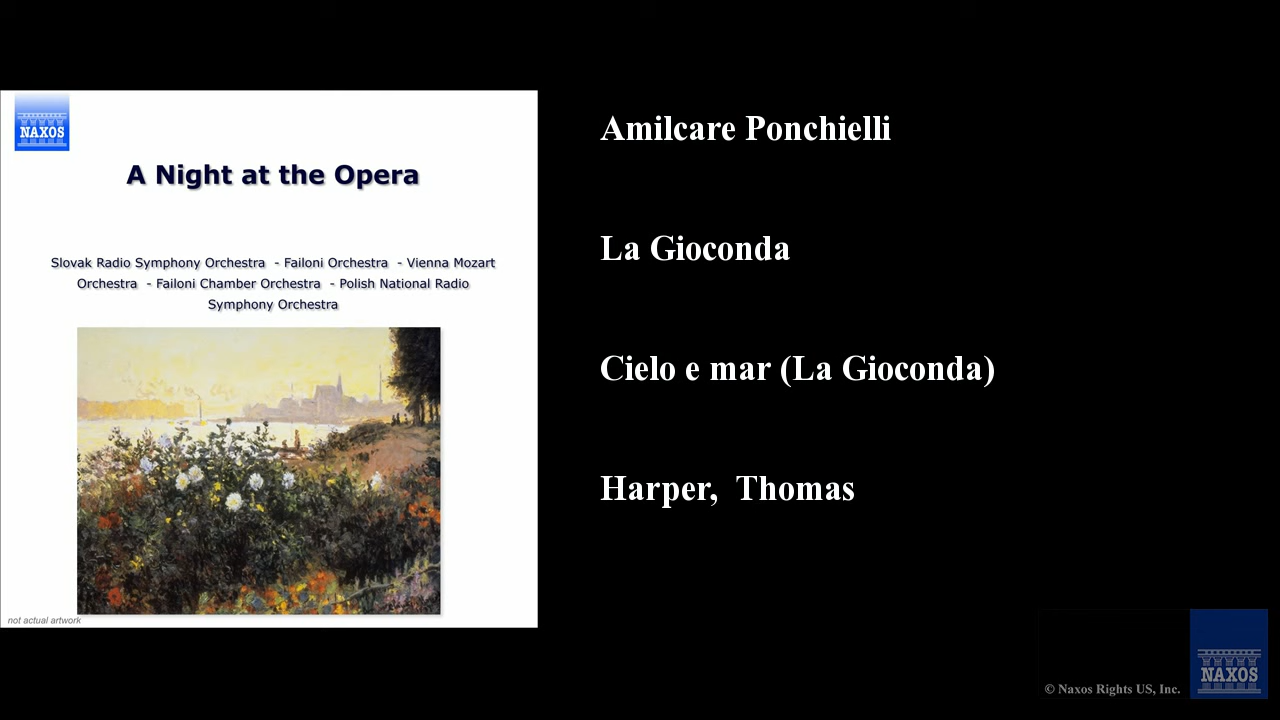 NAXOS
A Night at the Opera
Slovak Radio Symphony Orchestra - Failoni Orchestra - Vienna Mozart
Orchestra - Failoni Chamber Orchestra - Polish National Radio
Symphony Orchestra
not actual artwork
Amilcare Ponchielli
La Gioconda
Cielo e mar (La Gioconda)
Harper, Thomas
© Naxos Rights US, Inc.
NAXOS